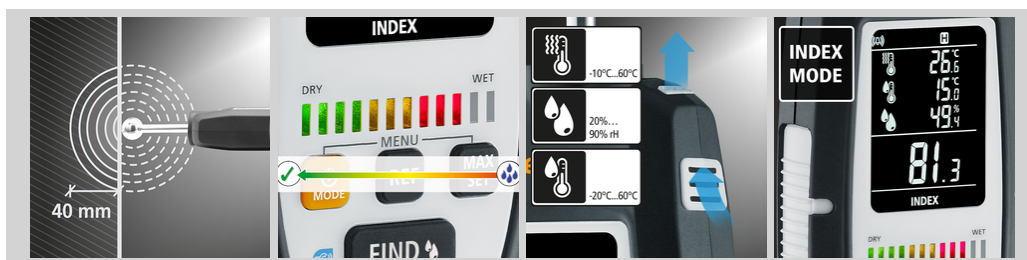 40 mm
INDEX
DRY
WET
MENU
MODE
REF
MAX
SET
FIND
-10°C...60°C
20%...
90% rH
-20°C...60°C
INDEX
MODE
26.6 °C
15.0 °C
49.4 %
81.3
INDEX
DRY
WET